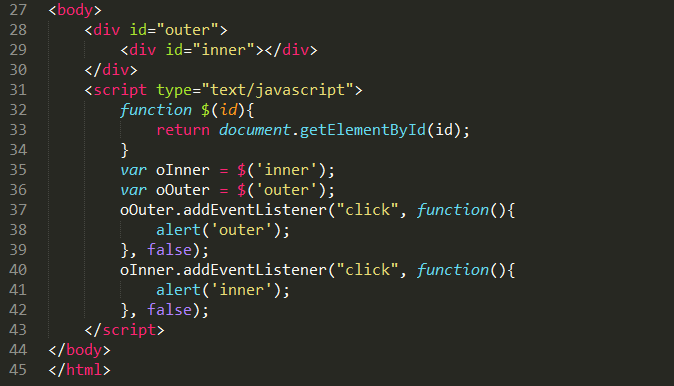 27 <body>
28     <div id="outer">
29         <div id="inner"></div>
30     </div>
31     <script type="text/javascript">
32         function $(id){
33             return document.getElementById(id);
34         }
35         var oInner = $('inner');
36         var oOuter = $('outer');
37         oOuter.addEventListener("click", function(){
38             alert('outer');
39         }, false);
40         oInner.addEventListener("click", function(){
41             alert('inner');
42         }, false);
43     </script>
44 </body>
45 </html>